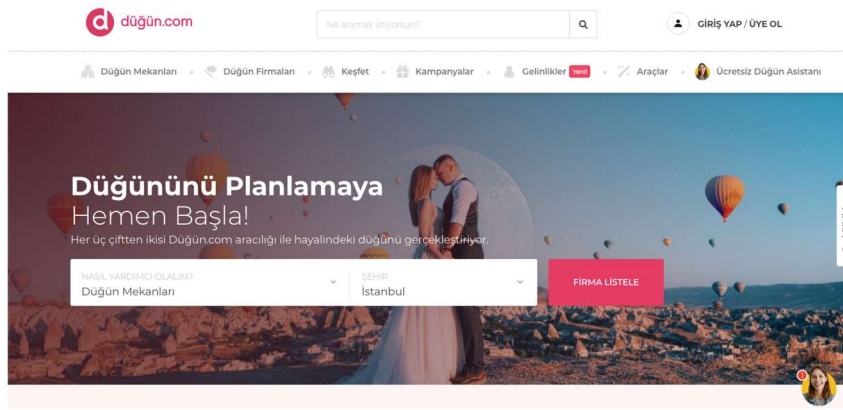 düğün.com
Ne aramak istiyorsun?
GİRİŞ YAP / ÜYE OL
Düğün Mekanları
Düğün Firmaları
Keşfet
Kampanyalar
Gelinlikler Yeni!
Araçlar
Ücretsiz Düğün Asistanı
Düğününü Planlamaya
Hemen Başla!
Her üç çiftten ikisi Düğün.com aracılığı ile hayalindeki düğünü gerçekleştiriyor.
NASIL YARDIMCI OLALIM?
Düğün Mekanları
ŞEHİR
İstanbul
FİRMA LİSTELE
1